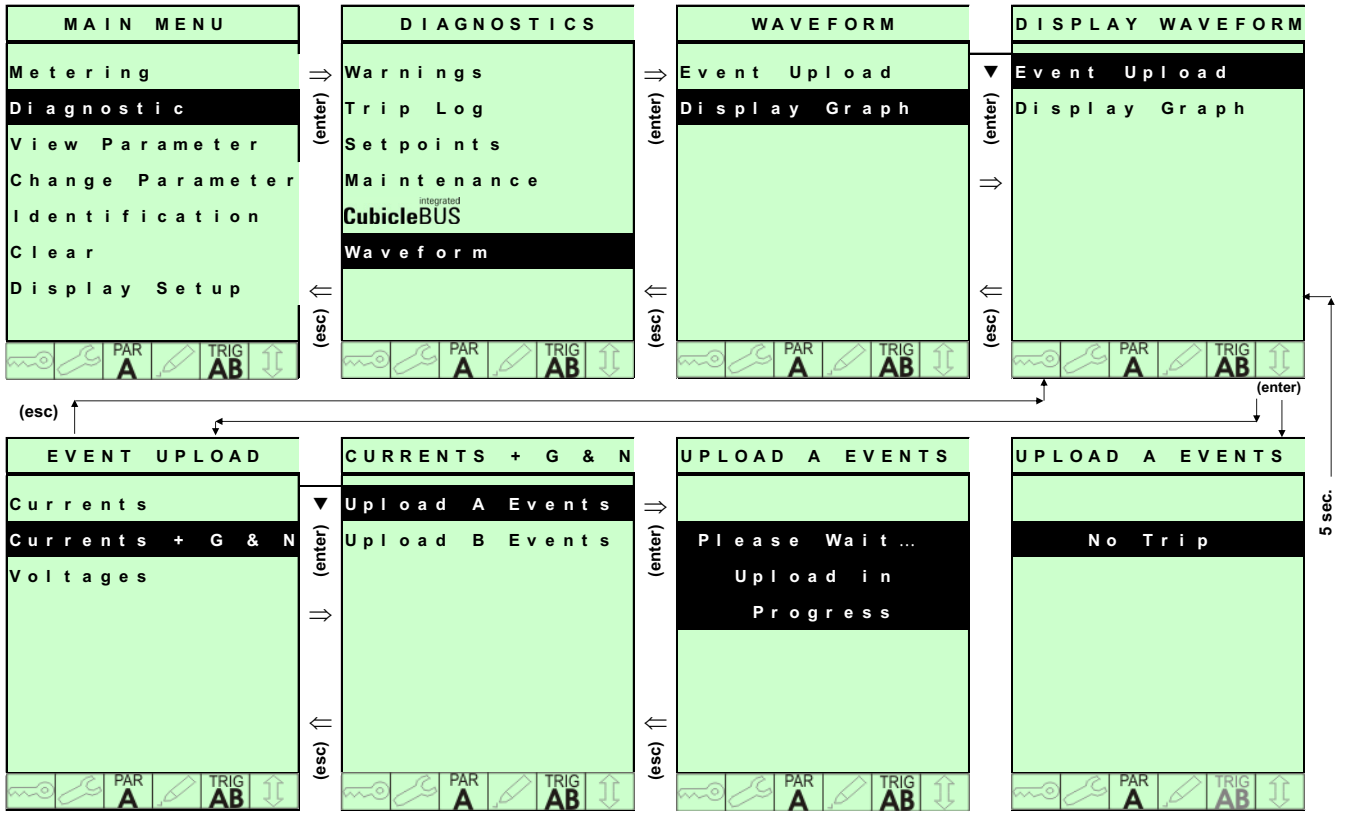 MAIN MENU
Metering
Diagnostic
View Parameter
Change Parameter
Identification
Clear
Display Setup
PAR
A
TRIG
AB
⇒
(enter)
⇐
(esc)
DIAGNOSTICS
Warnings
Trip Log
Setpoints
Maintenance
integrated
CubicleBUS
Waveform
PAR
A
TRIG
AB
⇒
(enter)
⇐
(esc)
WAVEFORM
Event Upload
Display Graph
PAR
A
TRIG
AB
▼
(enter)
⇒
⇐
(esc)
DISPLAY WAVEFORM
Event Upload
Display Graph
PAR
A
TRIG
AB
(enter)
(esc)
5 sec.
EVENT UPLOAD
Currents
Currents + G & N
Voltages
PAR
A
TRIG
AB
▼
(enter)
⇒
⇐
(esc)
CURRENTS + G & N
Upload A Events
Upload B Events
PAR
A
TRIG
AB
⇒
(enter)
⇐
(esc)
UPLOAD A EVENTS
Please Wait…
Upload in
Progress
PAR
A
TRIG
AB
UPLOAD A EVENTS
No Trip
PAR
A
TRIG
AB